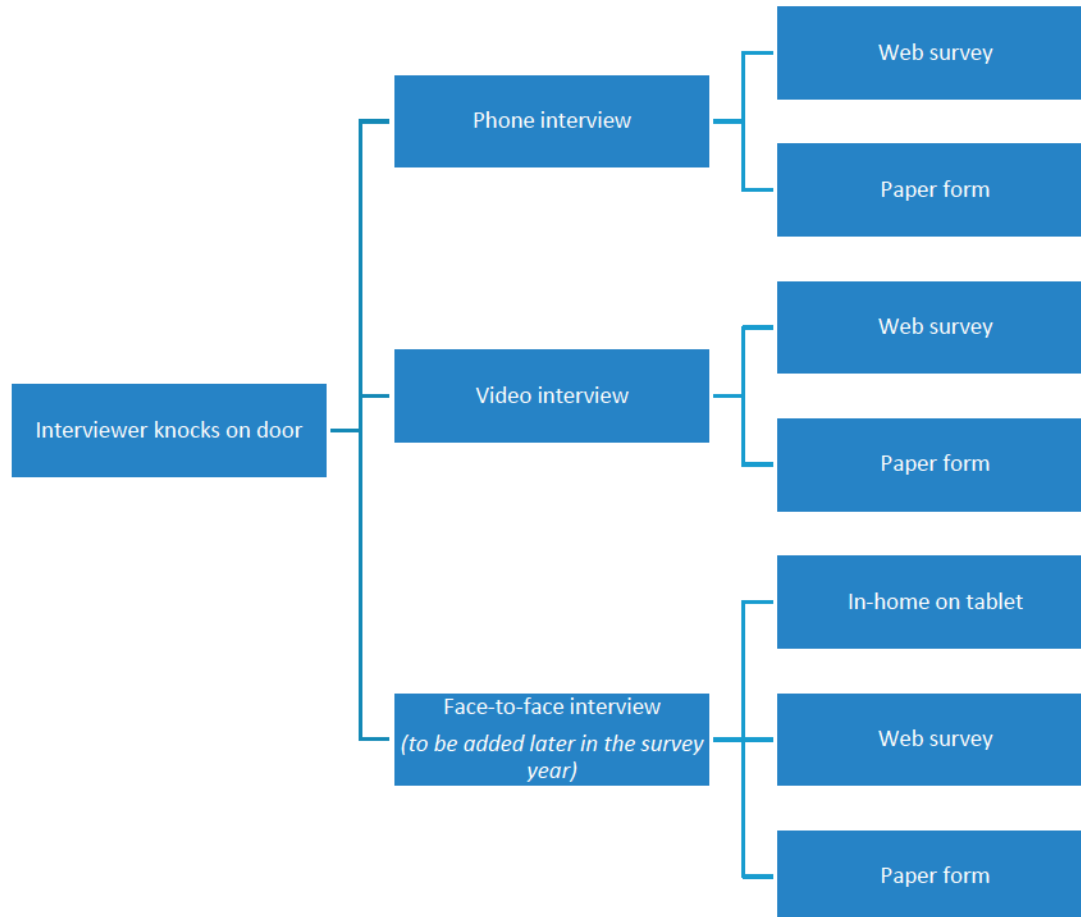 Interviewer knocks on door
Phone interview
Web survey
Paper form
Video interview
Web survey
Paper form
Face-to-face interview
(to be added later in the survey
year)
In-home on tablet
Web survey
Paper form